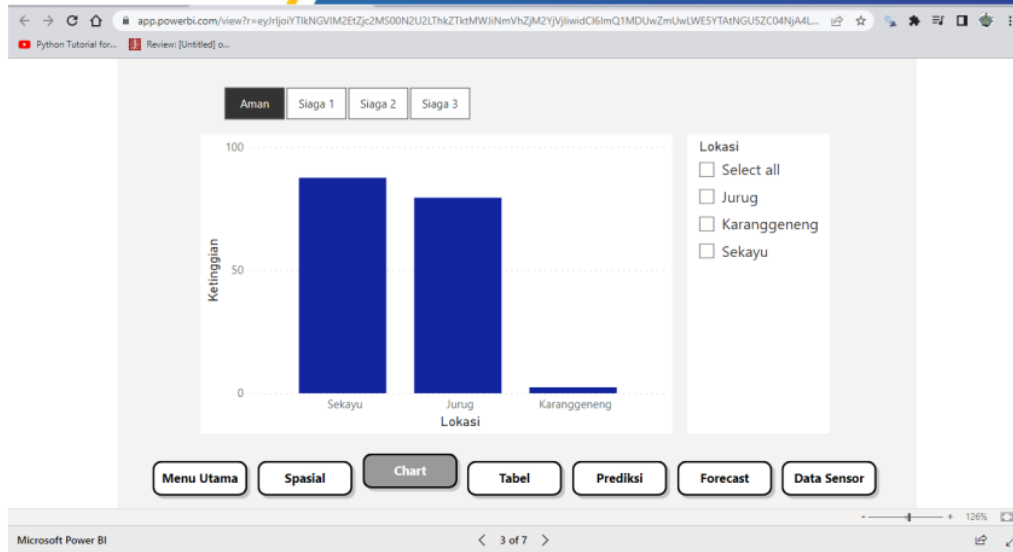 app.powerbi.com/view?r=
Python Tutorial for...
Review: [Untitled] o...
Aman Siaga 1 Siaga 2 Siaga 3
100
50
0
Ketinggian
Sekayu Jurug Karanggeneng
Lokasi
Lokasi
Select all
Jurug
Karanggeneng
Sekayu
Menu Utama Spasial Chart Tabel Prediksi Forecast Data Sensor
- + 126%
Microsoft Power BI < 3 of 7 >